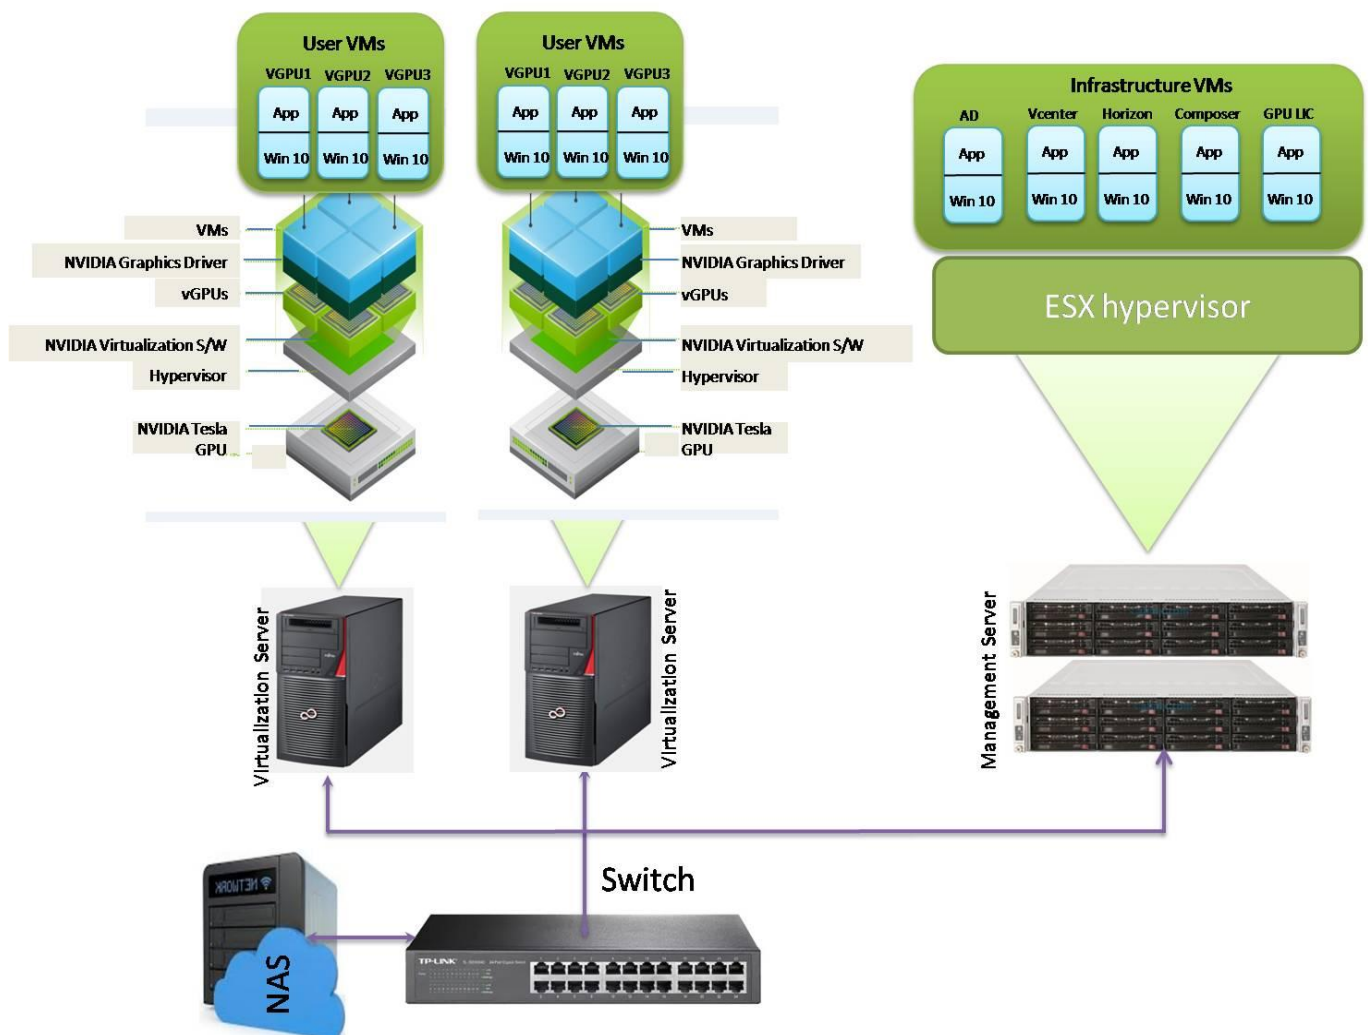 User VMs
VGPU1 VGPU2 VGPU3
App App App
Win 10 Win 10 Win 10
VMs
NVIDIA Graphics Driver
vGPUs
NVIDIA Virtualization S/W
Hypervisor
NVIDIA Tesla
GPU
User VMs
VGPU1 VGPU2 VGPU3
App App App
Win 10 Win 10 Win 10
VMs
NVIDIA Graphics Driver
vGPUs
NVIDIA Virtualization S/W
Hypervisor
NVIDIA Tesla
GPU
Infrastructure VMs
AD Vcenter Horizon Composer GPU LIC
App App App App App
Win 10 Win 10 Win 10 Win 10 Win 10
ESX hypervisor
Virtualization Server
Virtualization Server
Management Server
Switch
NETWORK
NAS
TP-LINK